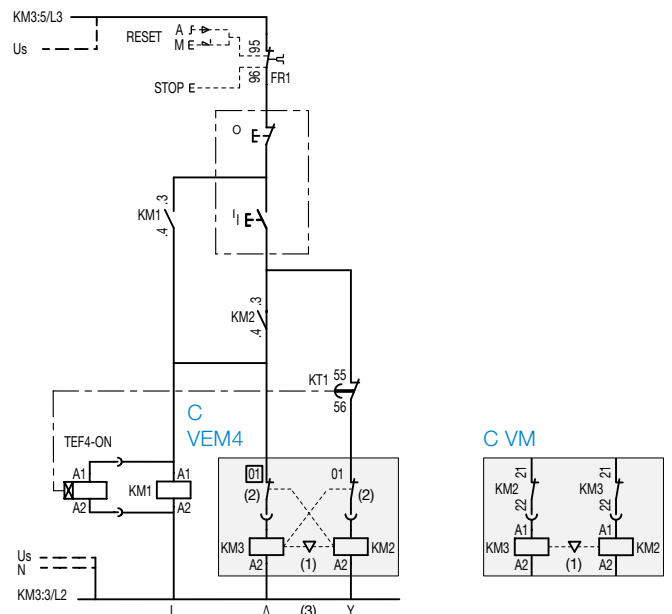 KM3:5/L3
Us
RESET
A
M
95
96
FR1
STOP
O
I
KM1
.3
.4
KM2
.3
.4
KT1
55
56
C
VEM4
C VM
TEF4-ON
A1
A2
KM1
A1
A2
01
(2)
01
(2)
KM3
A2
(1)
KM2
A2
KM2
21
22
KM3
21
22
A1
A1
KM3
A2
(1)
KM2
A2
Us
N
KM3:3/L2
L
Δ
(3)
Y